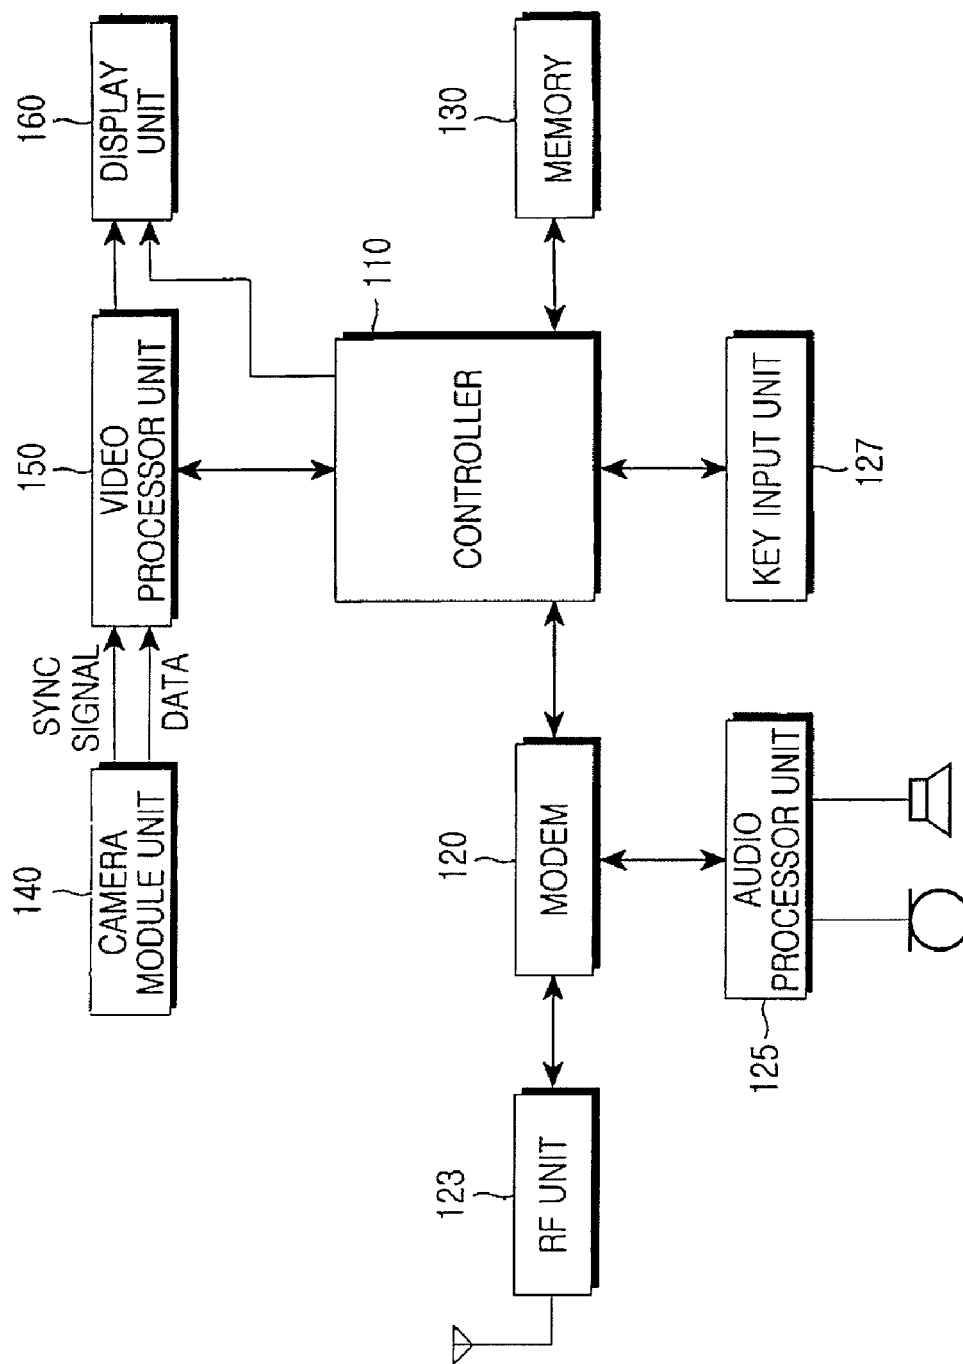 140
CAMERA
MODULE UNIT
SYNC
SIGNAL
DATA
150
VIDEO
PROCESSOR UNIT
160
DISPLAY
UNIT
110
CONTROLLER
123
RF UNIT
120
MODEM
130
MEMORY
125
AUDIO
PROCESSOR UNIT
KEY INPUT UNIT
127